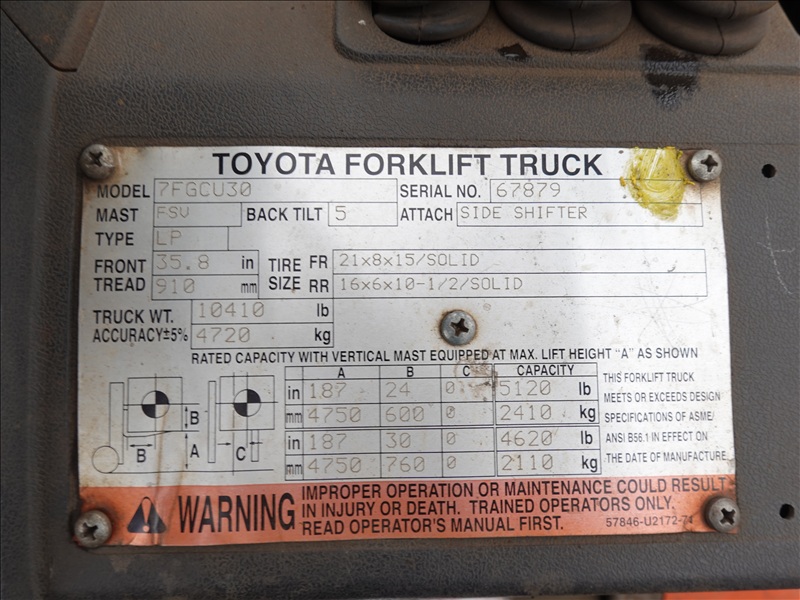 TOYOTA FORKLIFT TRUCK
MODEL 7FGCU30 SERIAL NO. 67879
MAST FSV BACK TILT 5 ATTACH SIDE SHIFTER
TYPE LP
FRONT 35.8 in TIRE FR 21x8x15/SOLID
TREAD 910 mm SIZE RR 16x6x10-1/2/SOLID
TRUCK WT. 10410 lb
ACCURACY±5% 4720 kg
RATED CAPACITY WITH VERTICAL MAST EQUIPPED AT MAX. LIFT HEIGHT "A" AS SHOWN
A B C CAPACITY
in 187 24 0 5120 lb
mm 4750 600 0 2410 kg
in 187 30 0 4620 lb
mm 4750 760 0 2110 kg
B
B
A
C
THIS FORKLIFT TRUCK
MEETS OR EXCEEDS DESIGN
SPECIFICATIONS OF ASME/
ANSI B56.1 IN EFFECT ON
THE DATE OF MANUFACTURE.
WARNING
IMPROPER OPERATION OR MAINTENANCE COULD RESULT
IN INJURY OR DEATH. TRAINED OPERATORS ONLY.
READ OPERATOR'S MANUAL FIRST.
57846-U2172-71